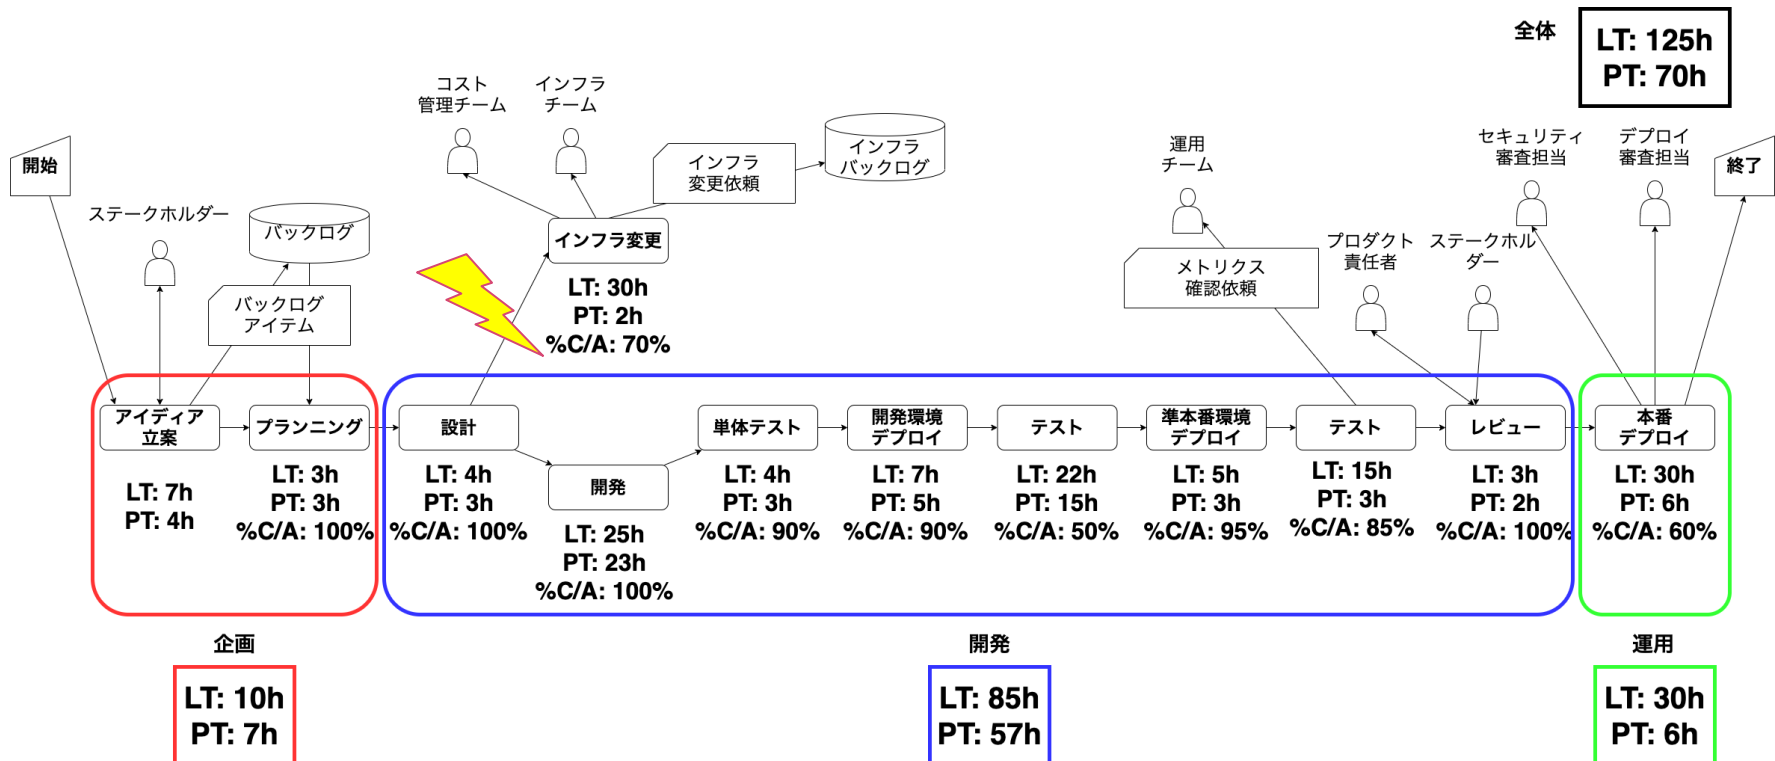 全体
LT: 125h
PT: 70h
開始
ステークホルダー
バックログ
バックログ
アイテム
コスト
管理チーム
インフラ
チーム
インフラ
変更依頼
インフラ
バックログ
インフラ変更
LT: 30h
PT: 2h
%C/A: 70%
運用
チーム
メトリクス
確認依頼
プロダクト
責任者
ステークホル
ダー
セキュリティ
審査担当
デプロイ
審査担当
終了
アイディア
立案
LT: 7h
PT: 4h
プランニング
LT: 3h
PT: 3h
%C/A: 100%
設計
LT: 4h
PT: 3h
%C/A: 100%
開発
LT: 25h
PT: 23h
%C/A: 100%
単体テスト
LT: 4h
PT: 3h
%C/A: 90%
開発環境
デプロイ
LT: 7h
PT: 5h
%C/A: 90%
テスト
LT: 22h
PT: 15h
%C/A: 50%
準本番環境
デプロイ
LT: 5h
PT: 3h
%C/A: 95%
テスト
LT: 15h
PT: 3h
%C/A: 85%
レビュー
LT: 3h
PT: 2h
%C/A: 100%
本番
デプロイ
LT: 30h
PT: 6h
%C/A: 60%
企画
LT: 10h
PT: 7h
開発
LT: 85h
PT: 57h
運用
LT: 30h
PT: 6h